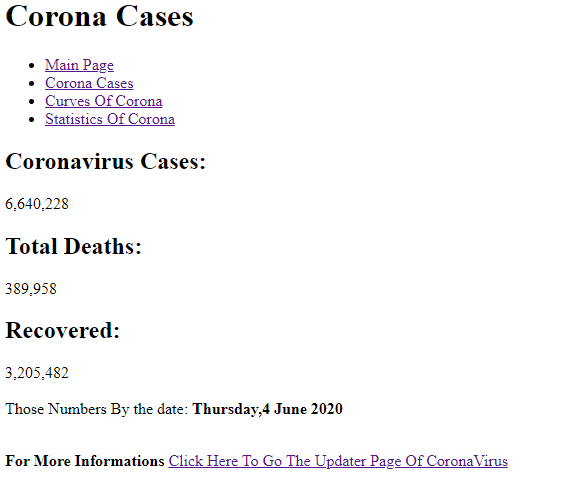 Corona Cases
Main Page
Corona Cases
Curves Of Corona
Statistics Of Corona
Coronavirus Cases:
6,640,228
Total Deaths:
389,958
Recovered:
3,205,482
Those Numbers By the date: Thursday,4 June 2020
For More Informations Click Here To Go The Updater Page Of CoronaVirus